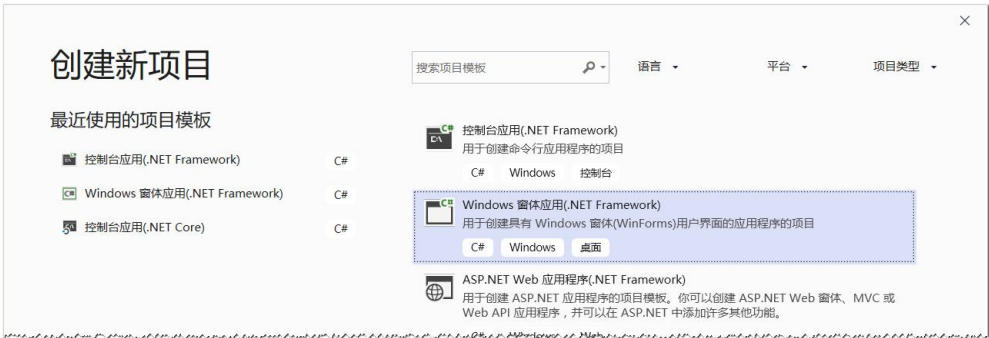 创建新项目
搜索项目模板
语言
平台
项目类型
最近使用的项目模板
控制台应用(.NET Framework) C#
Windows 窗体应用(.NET Framework) C#
控制台应用(.NET Core) C#
控制台应用(.NET Framework)
用于创建命令行应用程序的项目
C# Windows 控制台
Windows 窗体应用(.NET Framework)
用于创建具有 Windows 窗体(WinForms)用户界面的应用程序的项目
C# Windows 桌面
ASP.NET Web 应用程序(.NET Framework)
用于创建 ASP.NET 应用程序的项目模板。你可以创建 ASP.NET Web 窗体、MVC 或
Web API 应用程序，并可以在 ASP.NET 中添加许多其他功能。